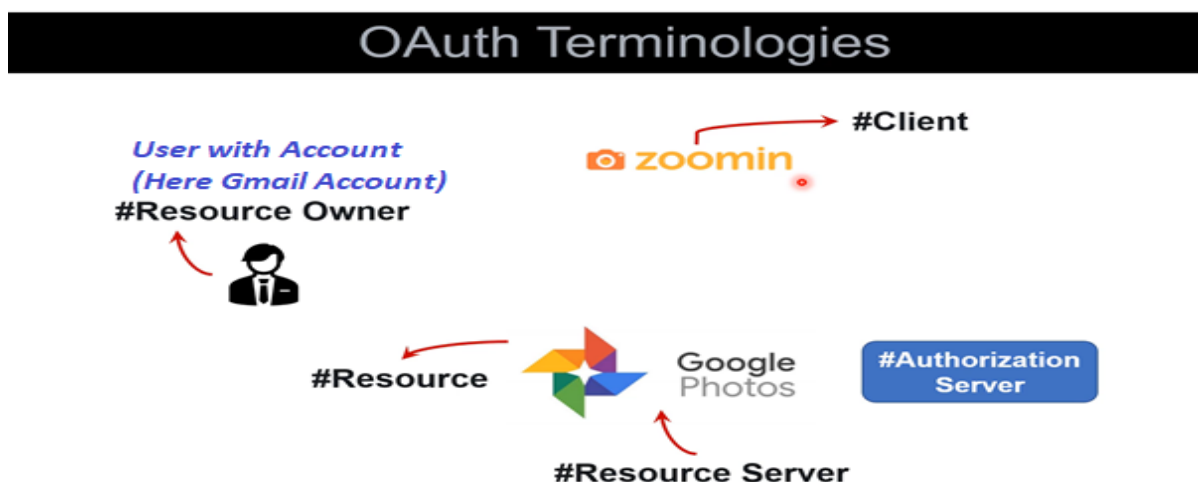 OAuth Terminologies
#Client
User with Account
(Here Gmail Account)
zoomin
#Resource Owner
#Resource
Google
Photos
#Authorization
Server
#Resource Server